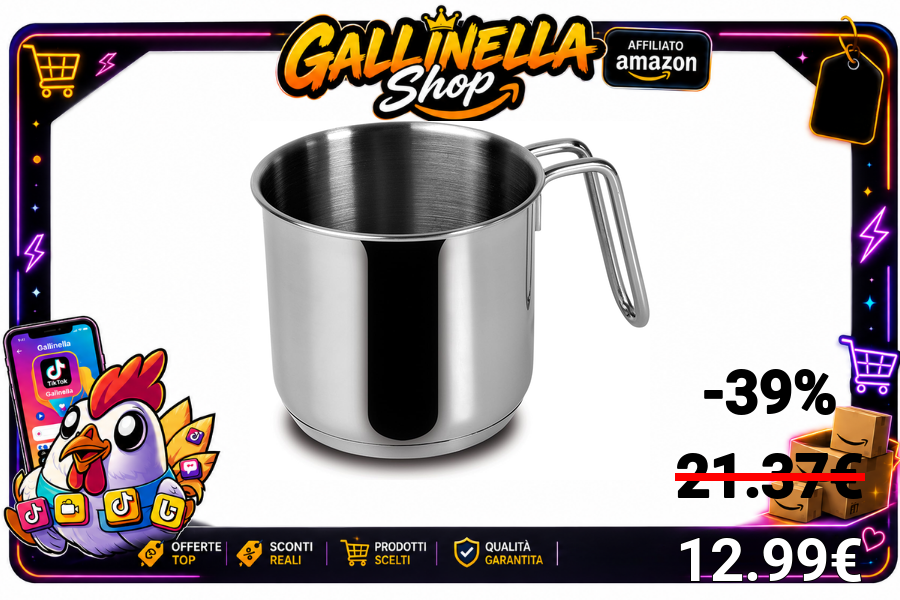 GALLINELLA
Shop
AFFILIATO
amazon
Gallinella
TikTok
Gallinella
-39%
21.37€
12.99€
OFFERTE
TOP
SCONTI
REALI
PRODOTTI
SCELTI
QUALITÀ
GARANTITA